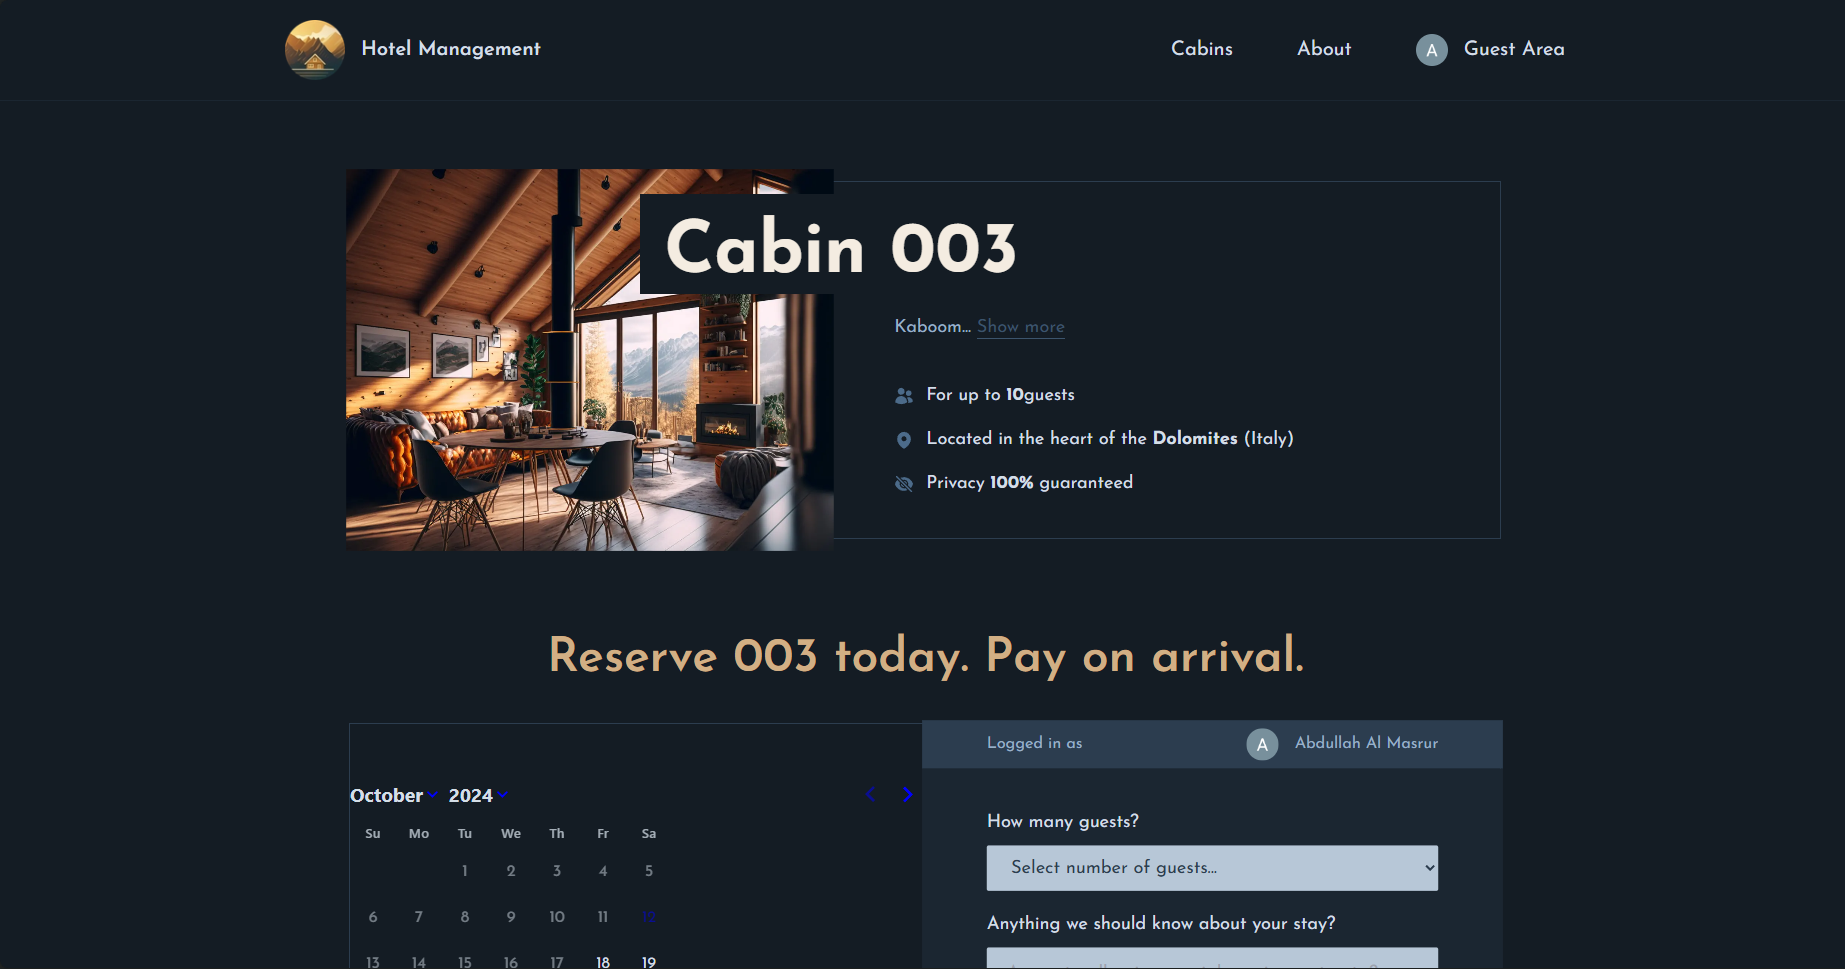 Hotel Management
Cabins
About
A
Guest Area
Cabin 003
Kaboom... Show more
For up to 10guests
Located in the heart of the Dolomites (Italy)
Privacy 100% guaranteed
Reserve 003 today. Pay on arrival.
October 2024
Su Mo Tu We Th Fr Sa
1 2 3 4 5
6 7 8 9 10 11 12
13 14 15 16 17 18 19
Logged in as
A
Abdullah Al Masrur
How many guests?
Select number of guests...
Anything we should know about your stay?